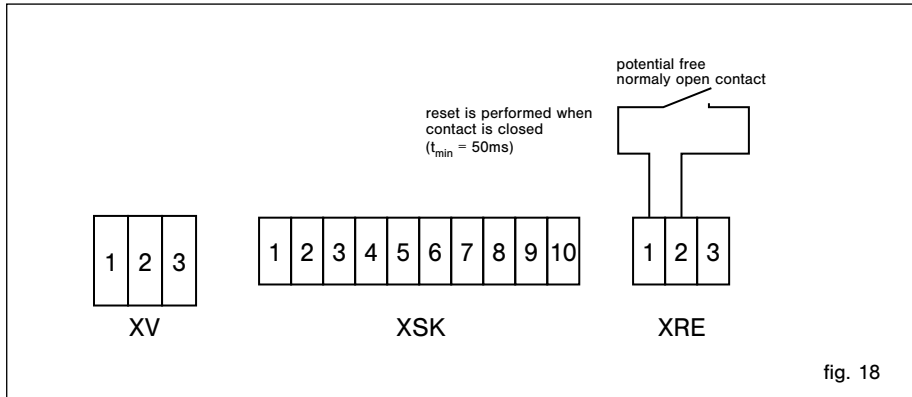 potential free
normaly open contact
reset is performed when
contact is closed
(tmin = 50ms)
1 2 3
1 2 3 4 5 6 7 8 9 10
1 2 3
XV
XSK
XRE
fig. 18